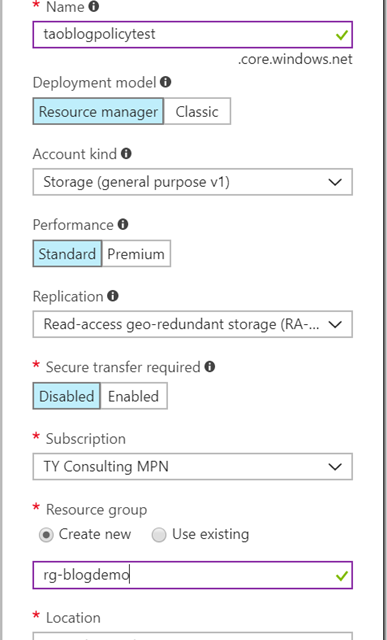 * Name
taoblogpolicytest
.core.windows.net
Deployment model
Resource manager Classic
Account kind
Storage (general purpose v1)
Performance
Standard Premium
Replication
Read-access geo-redundant storage (RA-...
* Secure transfer required
Disabled Enabled
* Subscription
TY Consulting MPN
* Resource group
Create new Use existing
rg-blogdemo
* Location